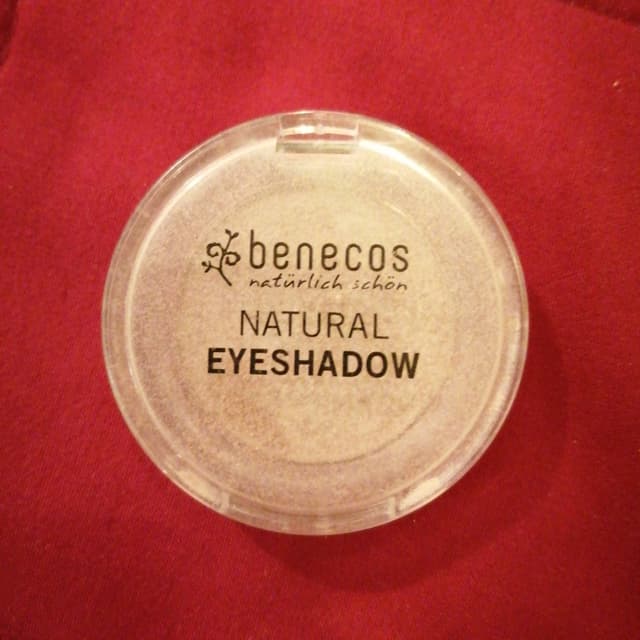 benecos
natürlich schön
NATURAL
EYESHADOW